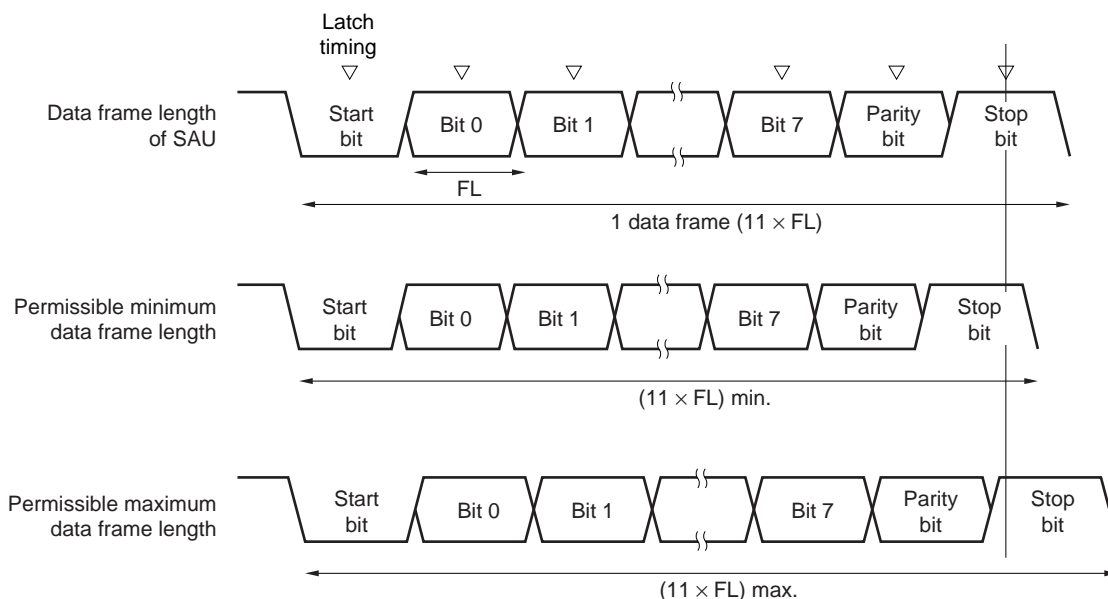 Latch
timing
Data frame length
of SAU
Start
bit
Bit 0
Bit 1
Bit 7
Parity
bit
Stop
bit
FL
1 data frame (11 × FL)
Permissible minimum
data frame length
Start
bit
Bit 0
Bit 1
Bit 7
Parity
bit
Stop
bit
(11 × FL) min.
Permissible maximum
data frame length
Start
bit
Bit 0
Bit 1
Bit 7
Parity
bit
Stop
bit
(11 × FL) max.